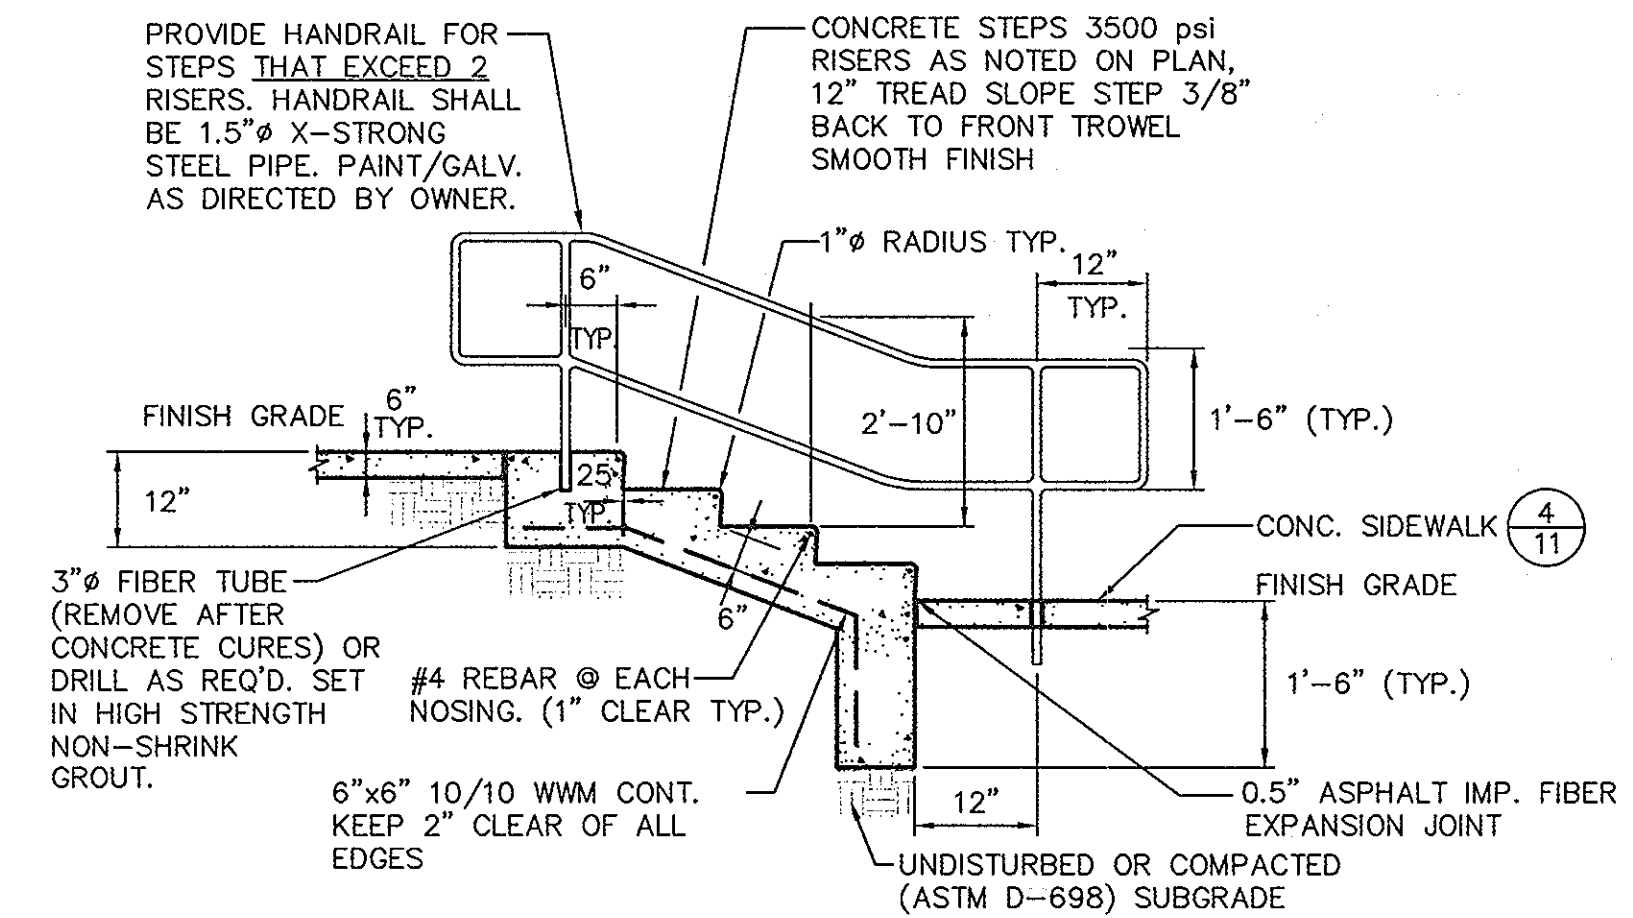 PROVIDE HANDRAIL FOR
STEPS THAT EXCEED 2
RISERS. HANDRAIL SHALL
BE 1.5"ø X-STRONG
STEEL PIPE. PAINT/GALV.
AS DIRECTED BY OWNER.
CONCRETE STEPS 3500 psi
RISERS AS NOTED ON PLAN,
12" TREAD SLOPE STEP 3/8"
BACK TO FRONT TROWEL
SMOOTH FINISH
1"ø RADIUS TYP.
6"
TYP.
12"
TYP.
2'-10"
1'-6" (TYP.)
FINISH GRADE
6"
TYP.
12"
25
TYP
6"
CONC. SIDEWALK
4
11
FINISH GRADE
1'-6" (TYP.)
3"ø FIBER TUBE
(REMOVE AFTER
CONCRETE CURES) OR
DRILL AS REQ'D. SET
IN HIGH STRENGTH
NON-SHRINK
GROUT.
#4 REBAR @ EACH
NOSING. (1" CLEAR TYP.)
6"x6" 10/10 WWM CONT.
KEEP 2" CLEAR OF ALL
EDGES
12"
0.5" ASPHALT IMP. FIBER
EXPANSION JOINT
UNDISTURBED OR COMPACTED
(ASTM D-698) SUBGRADE